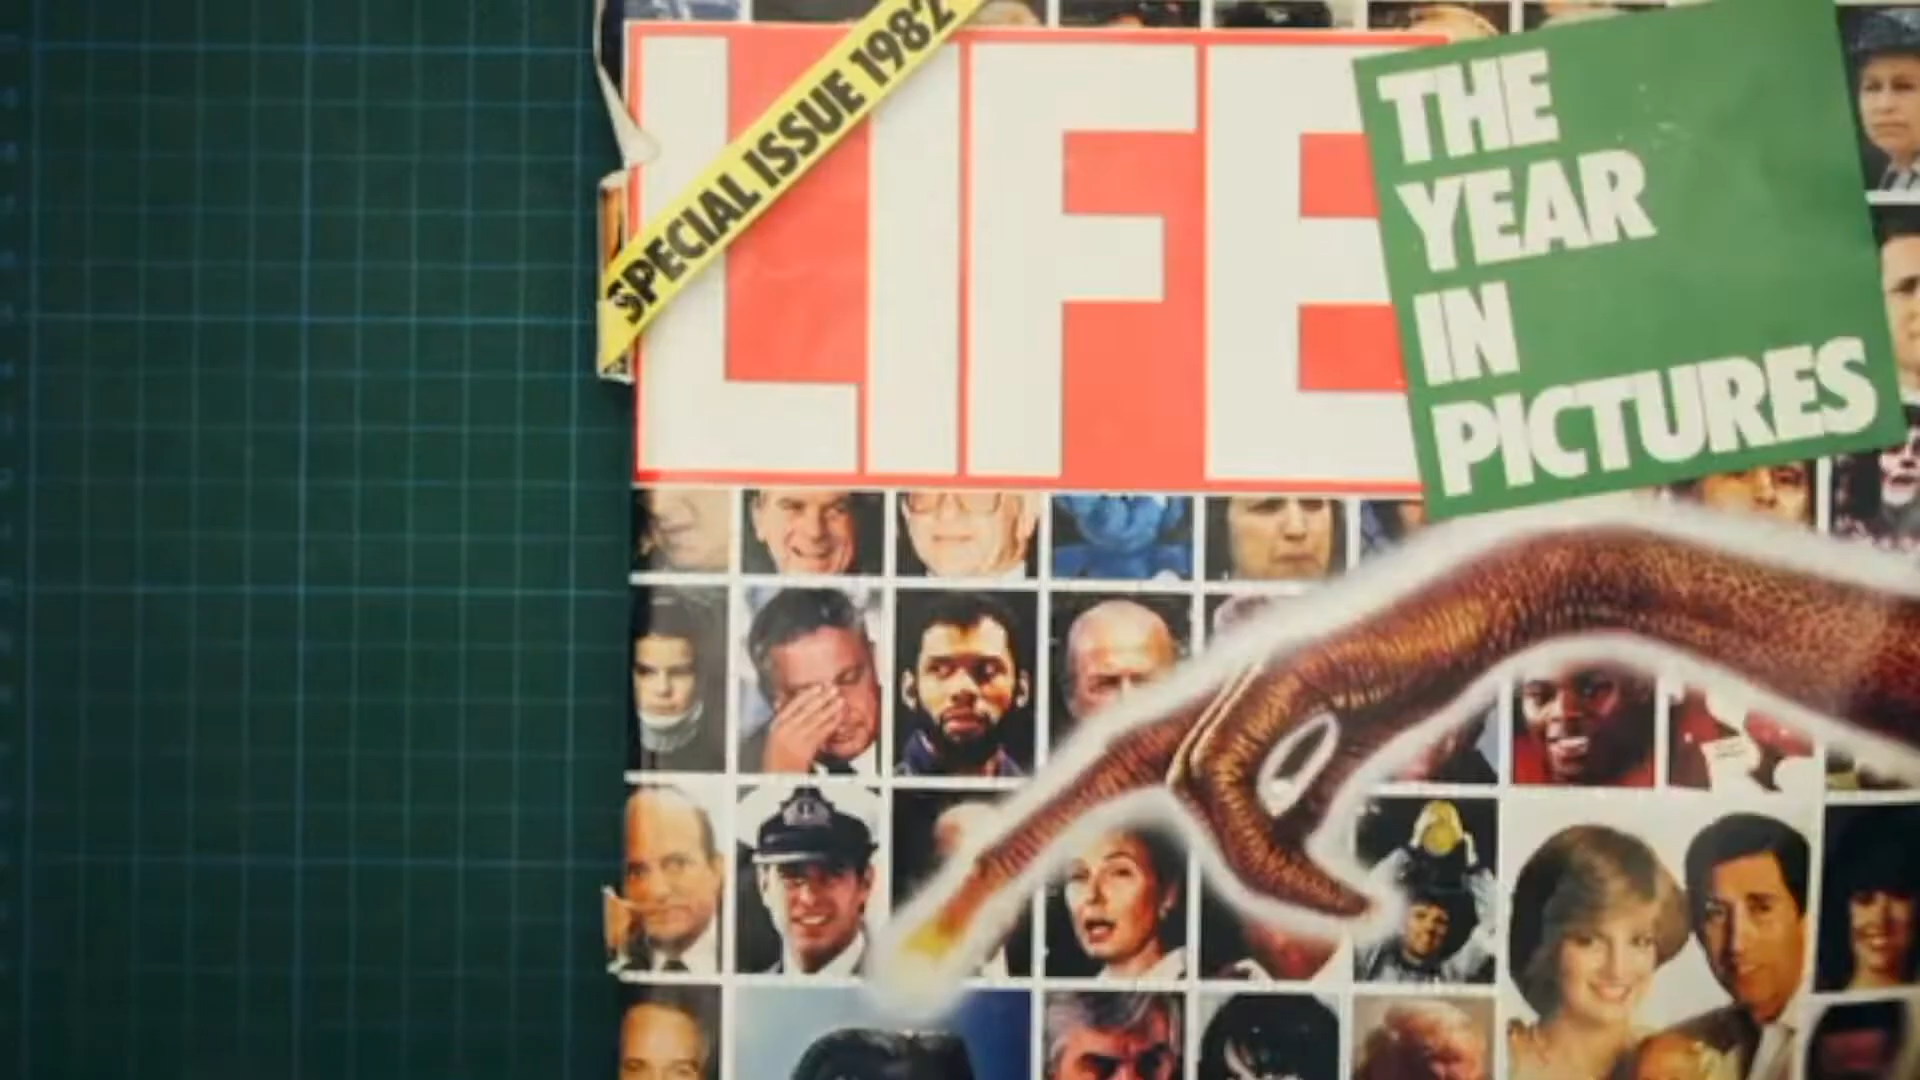 SPECIAL ISSUE 1982
LIFE
THE
YEAR
IN
PICTURES